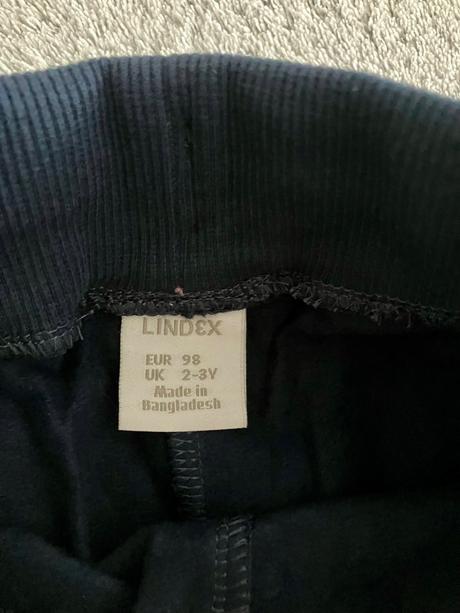 LINDEX
EUR 98
UK 2-3Y
Made in
Bangladesh